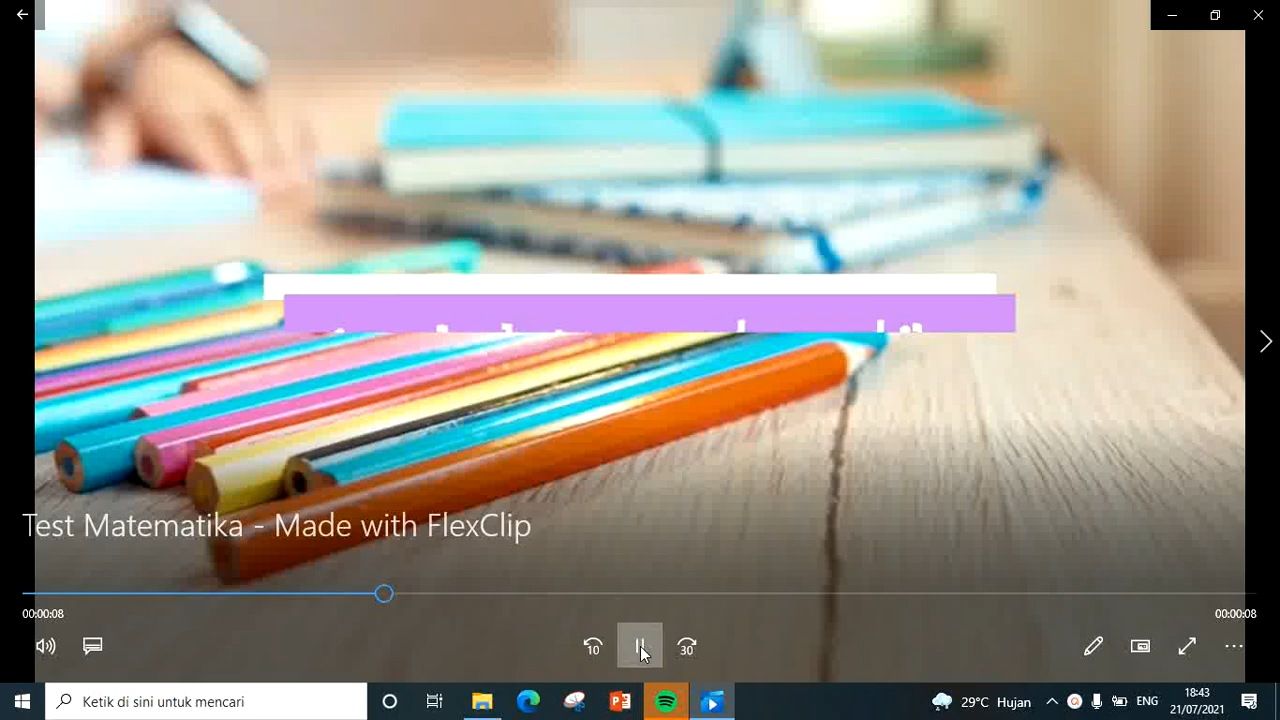 Test Matematika - Made with FlexClip
00:00:08
00:00:08
10
30
Ketik di sini untuk mencari
29°C Hujan
ENG
18:43
21/07/2021